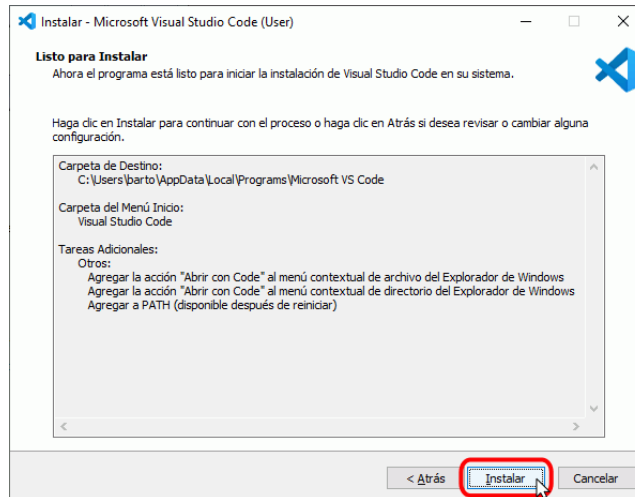 Instalar - Microsoft Visual Studio Code (User)
Listo para Instalar
Ahora el programa está listo para iniciar la instalación de Visual Studio Code en su sistema.
Haga clic en Instalar para continuar con el proceso o haga clic en Atrás si desea revisar o cambiar alguna
configuración.
Carpeta de Destino:
C:\Users\barto\AppData\Local\Programs\Microsoft VS Code
Carpeta del Menú Inicio:
Visual Studio Code
Tareas Adicionales:
Otros:
Agregar la acción "Abrir con Code" al menú contextual de archivo del Explorador de Windows
Agregar la acción "Abrir con Code" al menú contextual de directorio del Explorador de Windows
Agregar a PATH (disponible después de reiniciar)
< Atrás
Instalar
Cancelar